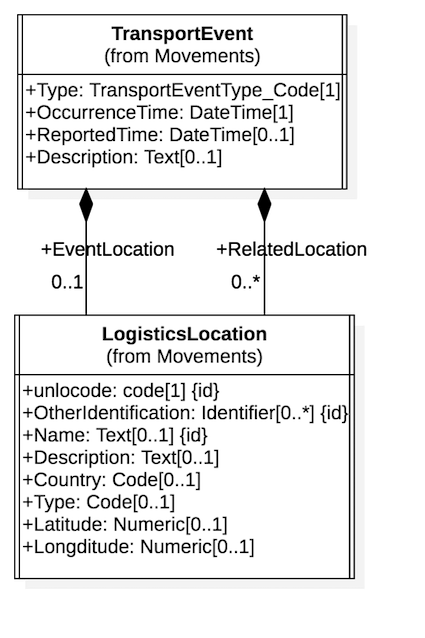 TransportEvent
(from Movements)
+Type: TransportEventType_Code[1]
+OccurrenceTime: DateTime[1]
+ReportedTime: DateTime[0..1]
+Description: Text[0..1]
+EventLocation
+RelatedLocation
0..1
0..*
LogisticsLocation
(from Movements)
+unlocode: code[1] {id}
+OtherIdentification: Identifier[0..*] {id}
+Name: Text[0..1] {id}
+Description: Text[0..1]
+Country: Code[0..1]
+Type: Code[0..1]
+Latitude: Numeric[0..1]
+Longditude: Numeric[0..1]